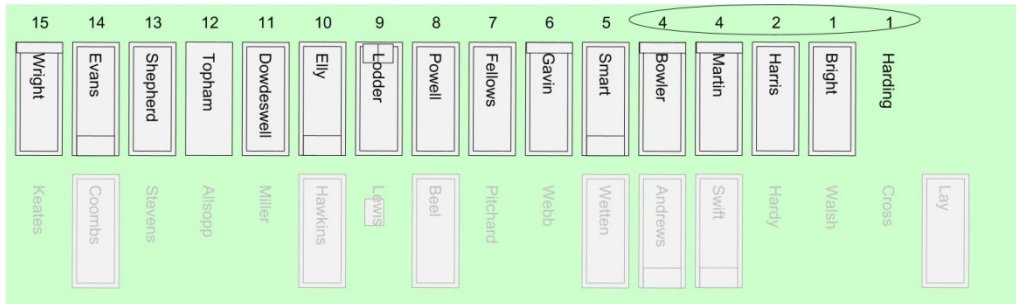 15 14 13 12 11 10 9 8 7 6 5 4 4 2 1 1
Wright Evans Shepherd Topham Dowdeswell Elly Lodder Powell Fellows Gavin Smart Bowler Martin Harris Bright Harding
Keates Coombs Stevens Allsopp Miller Hawkins Lewis Beel Pitchard Webb Wetten Andrews Swift Hardy Walsh Cross Lay